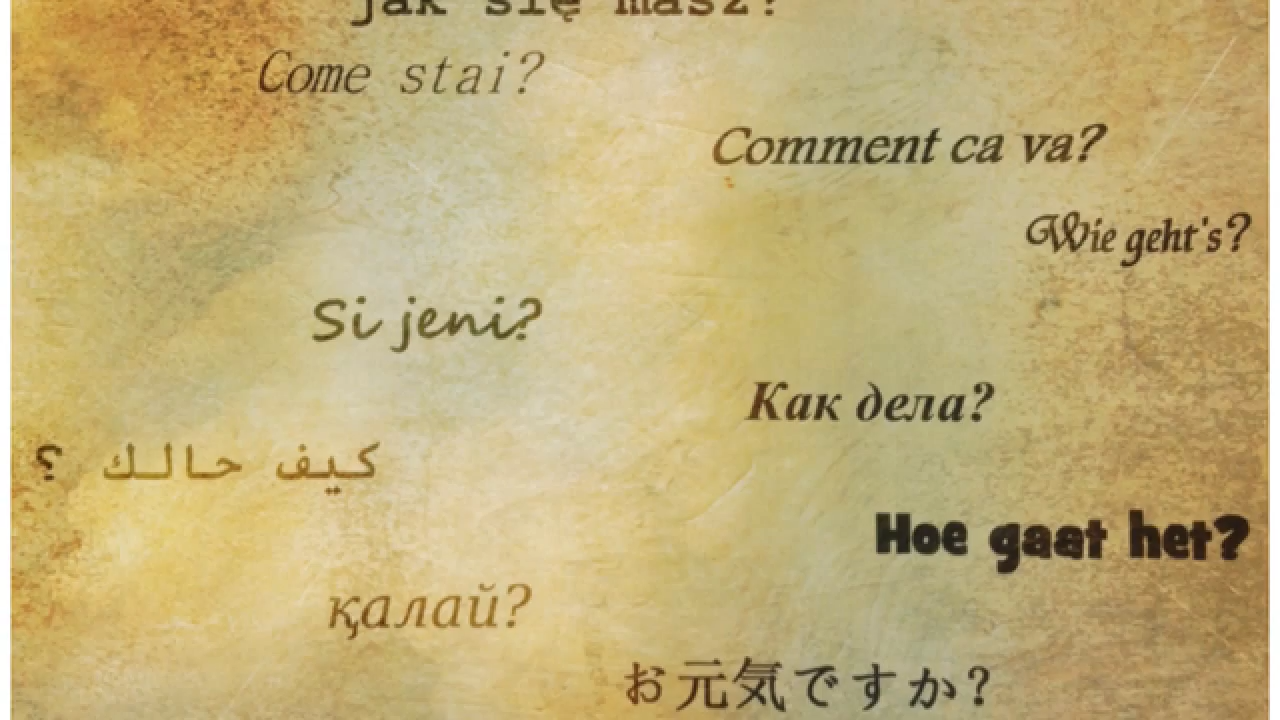 jak się masz?
Come stai?
Comment ca va?
Wie geht's?
Si jeni?
Как дела?
كيف حالك ؟
Hoe gaat het?
қалай?
お元気ですか?